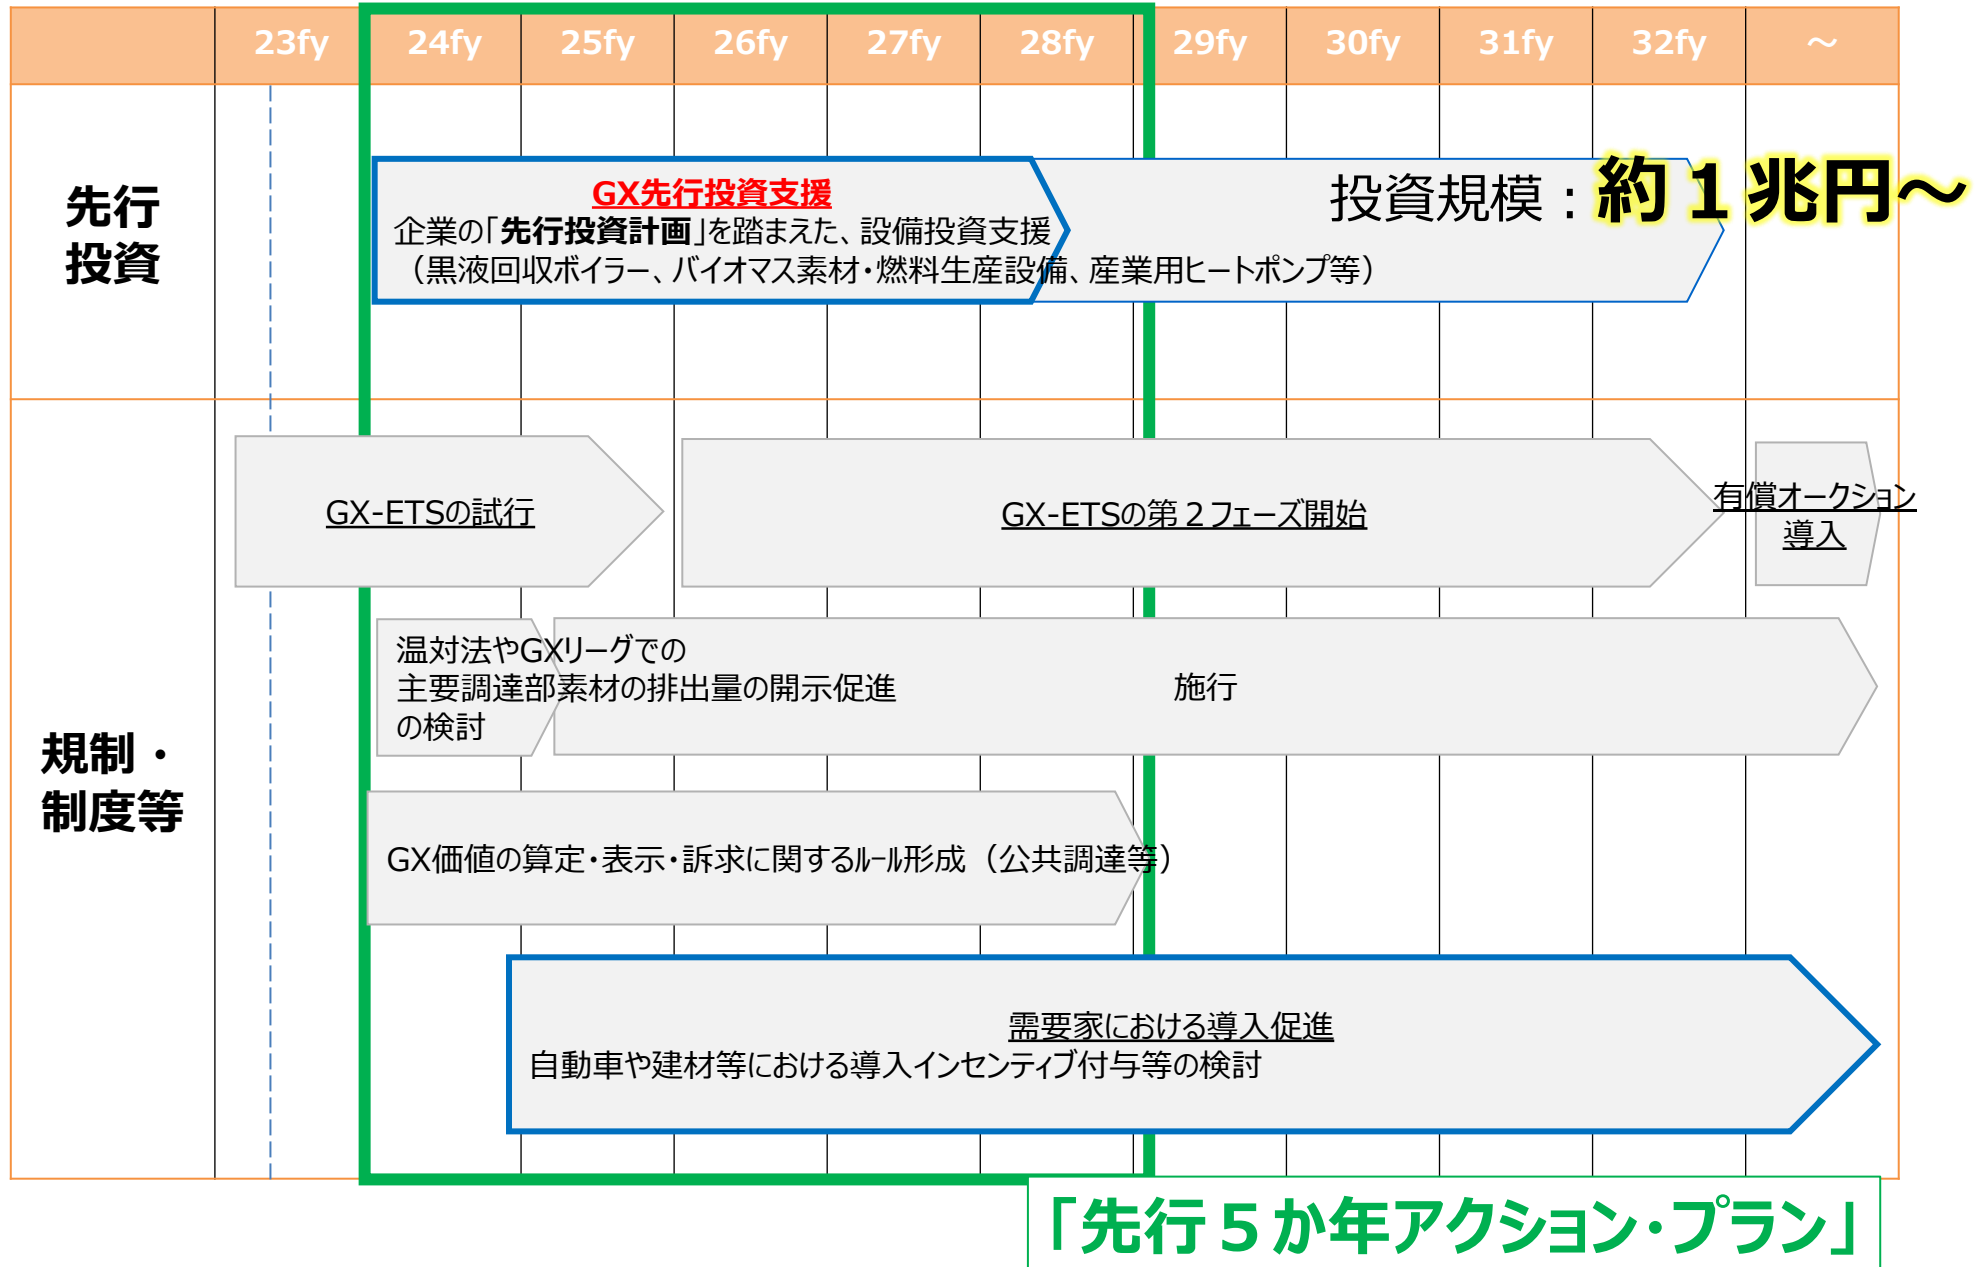 23fy 24fy 25fy 26fy 27fy 28fy 29fy 30fy 31fy 32fy ～
先行
投資
GX先行投資支援
企業の「先行投資計画」を踏まえた、設備投資支援
（黒液回収ボイラー、バイオマス素材・燃料生産設備、産業用ヒートポンプ等）
投資規模：約１兆円～
規制・
制度等
GX-ETSの試行
GX-ETSの第２フェーズ開始
有償オークション
導入
温対法やGXリーグでの
主要調達部素材の排出量の開示促進
の検討
施行
GX価値の算定・表示・訴求に関するルール形成（公共調達等）
需要家における導入促進
自動車や建材等における導入インセンティブ付与等の検討
「先行５か年アクション・プラン」